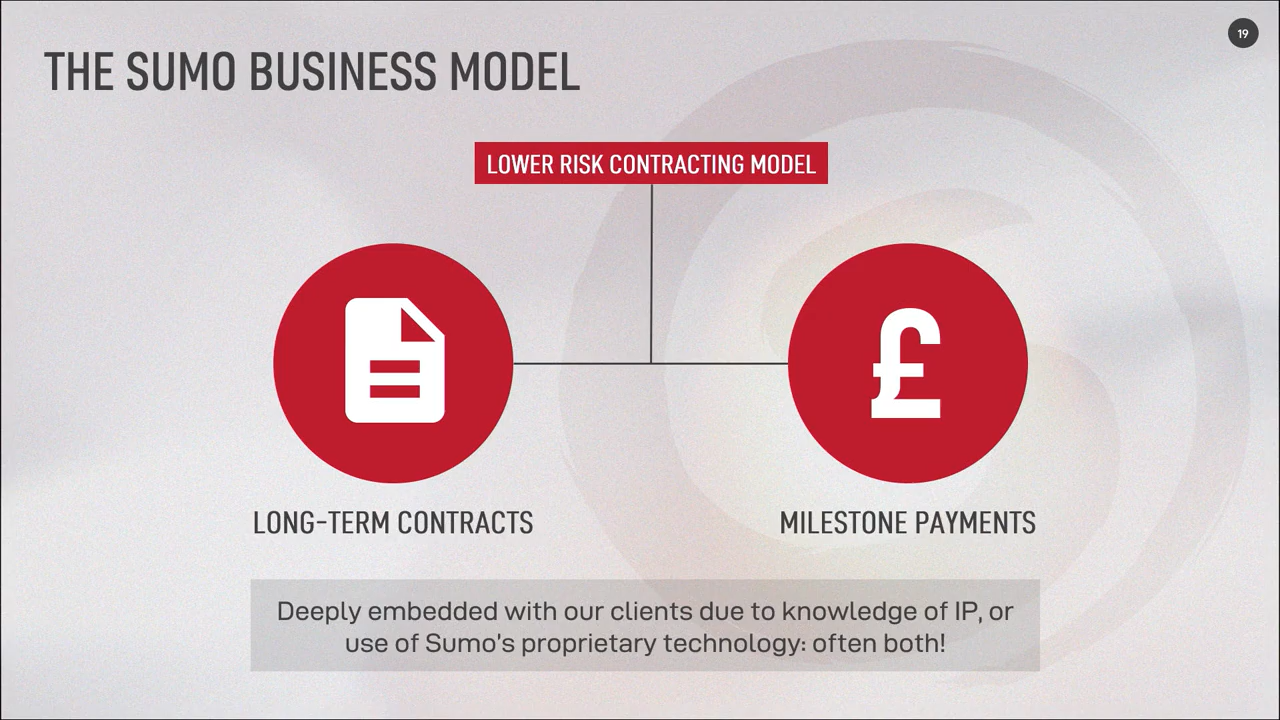 19
THE SUMO BUSINESS MODEL
LOWER RISK CONTRACTING MODEL
£
LONG-TERM CONTRACTS
MILESTONE PAYMENTS
Deeply embedded with our clients due to knowledge of IP, or
use of Sumo's proprietary technology: often both!